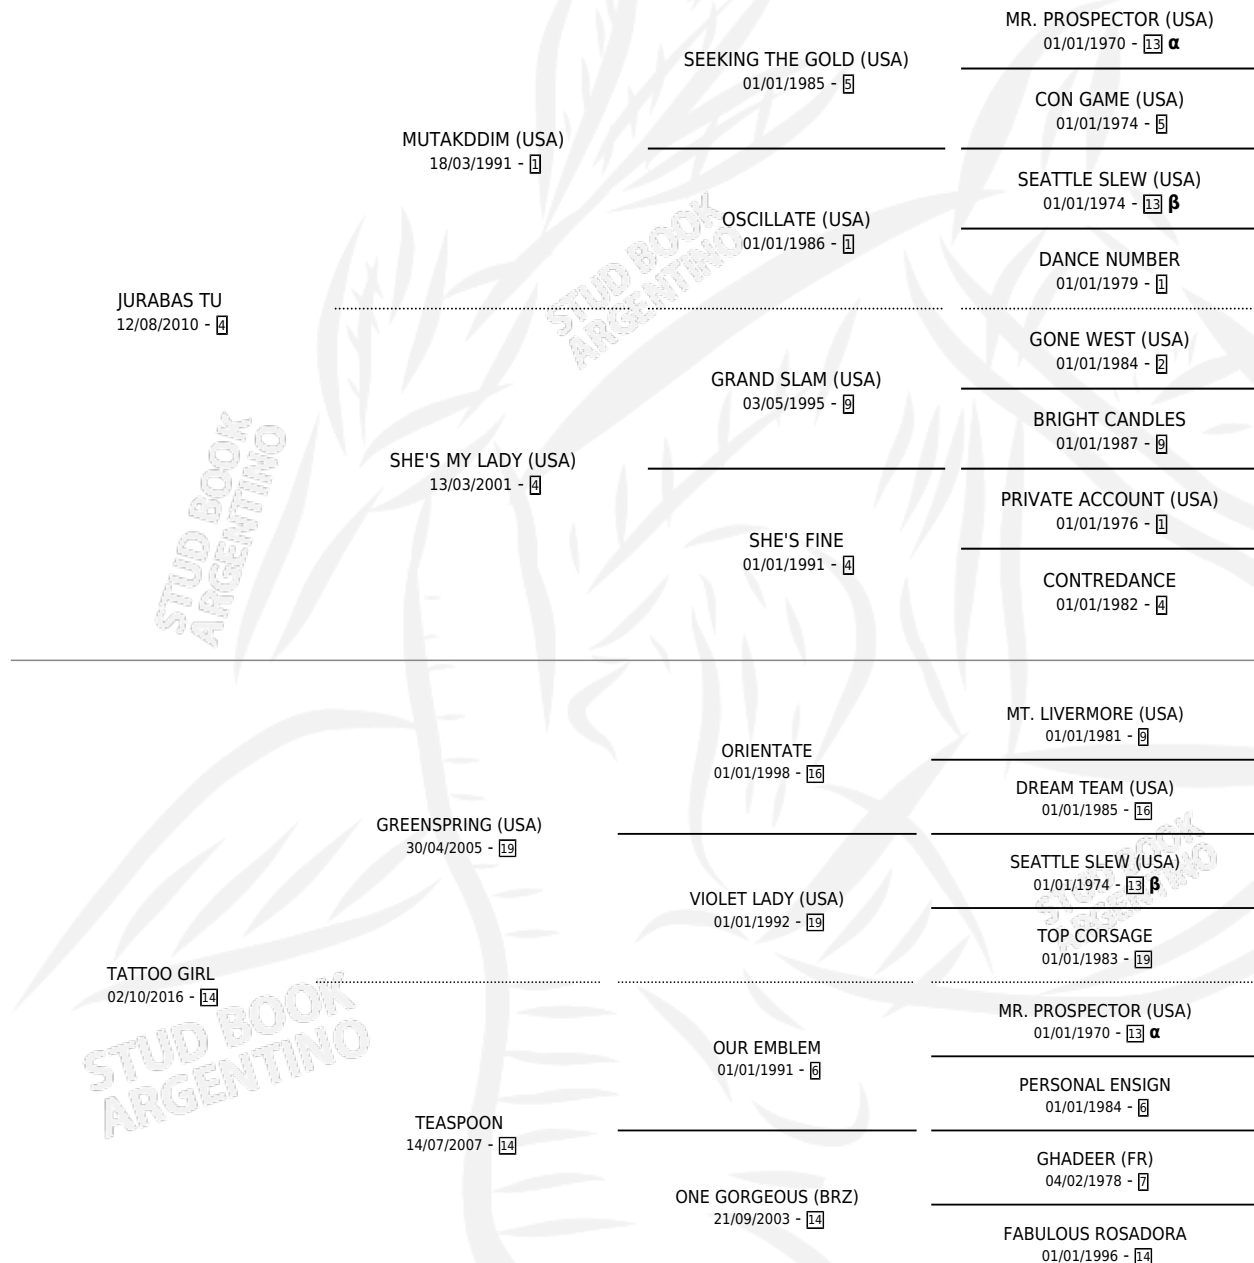 MR. PROSPECTOR (USA)
01/01/1970 - 13 α
SEEKING THE GOLD (USA)
01/01/1985 - 5
CON GAME (USA)
01/01/1974 - 5
MUTAKDDIM (USA)
18/03/1991 - 1
SEATTLE SLEW (USA)
01/01/1974 - 13 β
OSCILLATE (USA)
01/01/1986 - 1
DANCE NUMBER
01/01/1979 - 1
JURABAS TU
12/08/2010 - 4
GONE WEST (USA)
01/01/1984 - 2
GRAND SLAM (USA)
03/05/1995 - 9
BRIGHT CANDLES
01/01/1987 - 9
SHE'S MY LADY (USA)
13/03/2001 - 4
PRIVATE ACCOUNT (USA)
01/01/1976 - 1
SHE'S FINE
01/01/1991 - 4
CONTREDANCE
01/01/1982 - 4
MT. LIVERMORE (USA)
01/01/1981 - 9
ORIENTATE
01/01/1998 - 16
DREAM TEAM (USA)
01/01/1985 - 16
GREENSPRING (USA)
30/04/2005 - 19
SEATTLE SLEW (USA)
01/01/1974 - 13 β
VIOLET LADY (USA)
01/01/1992 - 19
TOP CORSAGE
01/01/1983 - 19
TATTOO GIRL
02/10/2016 - 14
MR. PROSPECTOR (USA)
01/01/1970 - 13 α
OUR EMBLEM
01/01/1991 - 6
PERSONAL ENSIGN
01/01/1984 - 6
TEASPOON
14/07/2007 - 14
GHADEER (FR)
04/02/1978 - 7
ONE GORGEOUS (BRZ)
21/09/2003 - 14
FABULOUS ROSADORA
01/01/1996 - 14
STUD BOOK
ARGENTINO
STUD BOOK
ARGENTINO
STUD BOOK
ARGENTINO
STUD BOOK
ARGENTINO